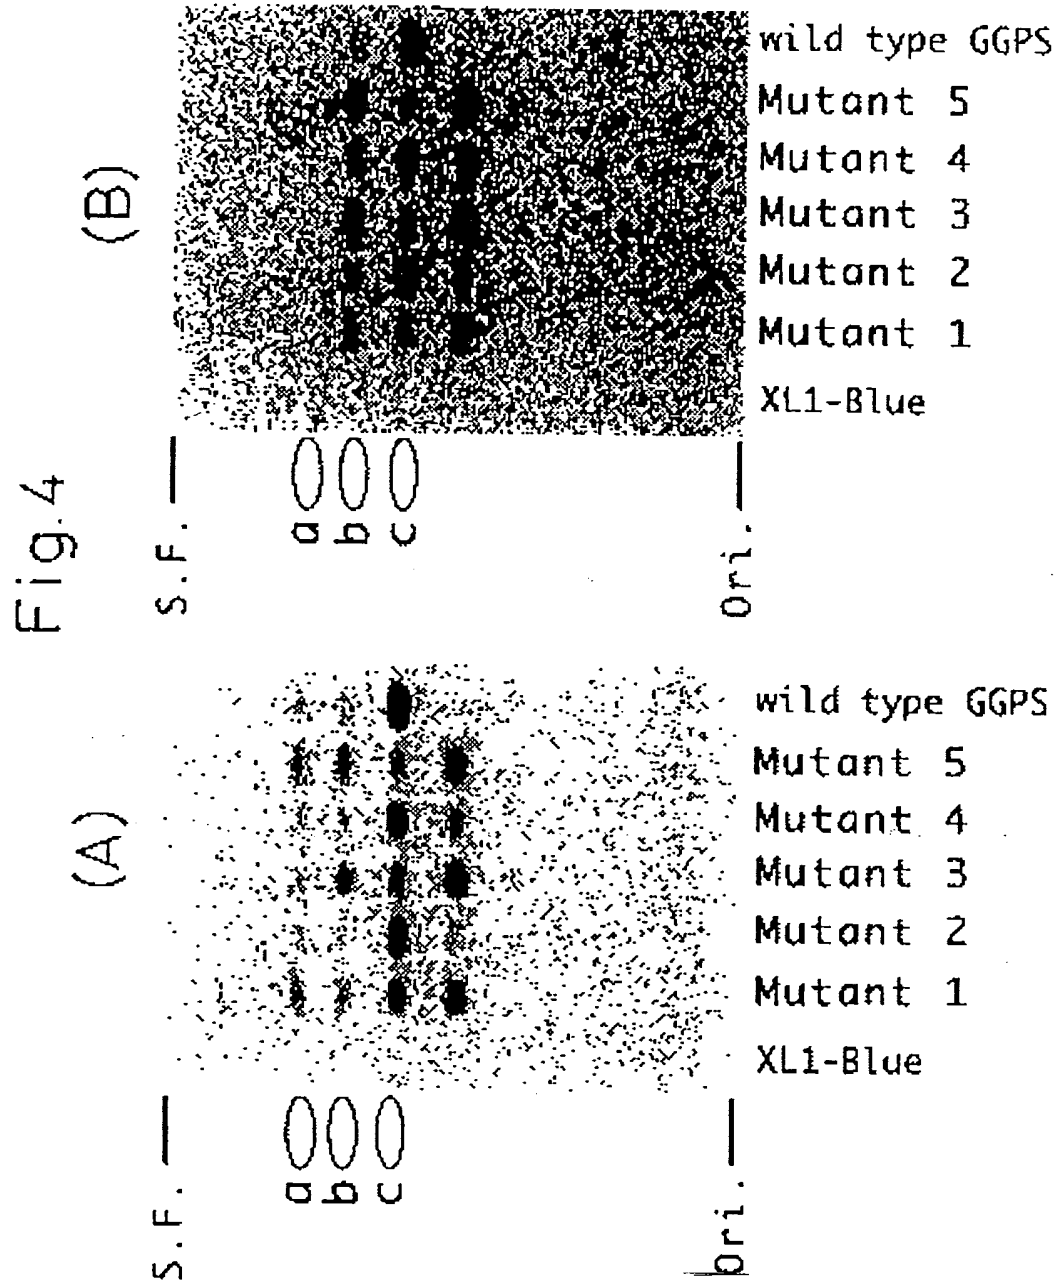 Fig. 4
(A)
S.F.
a
b
c
Ori.
XL1-Blue
Mutant 1
Mutant 2
Mutant 3
Mutant 4
Mutant 5
wild type GGPS
(B)
S.F.
a
b
c
Ori.
XL1-Blue
Mutant 1
Mutant 2
Mutant 3
Mutant 4
Mutant 5
wild type GGPS